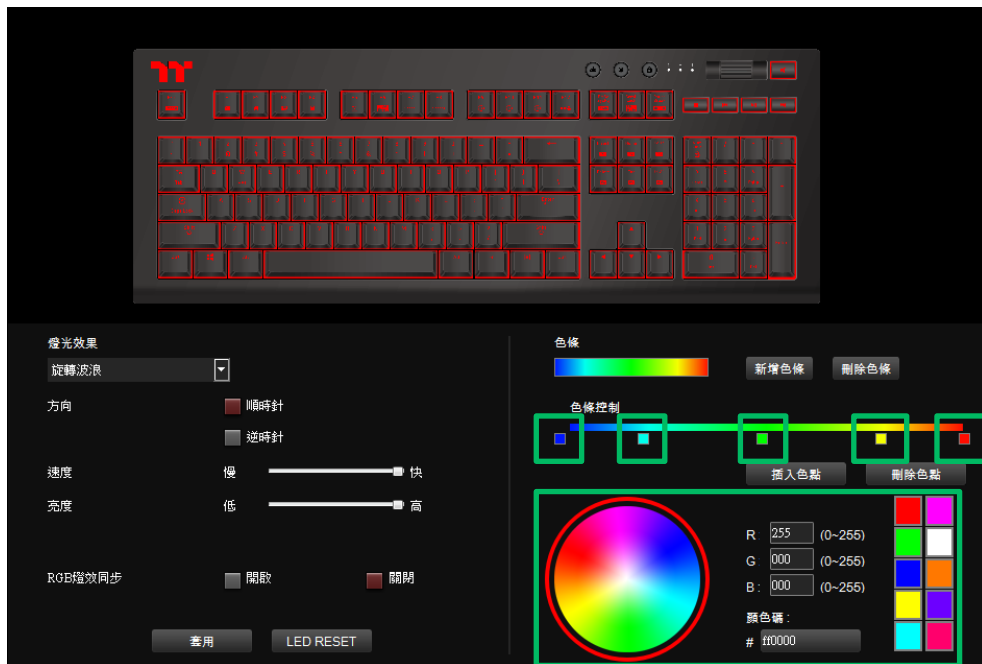 燈光效果
旋轉波浪
方向
順時針
逆時針
速度
慢
快
亮度
低
高
RGB燈效同步
開啟
關閉
套用
LED RESET
色條
新增色條
刪除色條
色條控制
插入色點
刪除色點
R: 255 (0~255)
G: 000 (0~255)
B: 000 (0~255)
顏色碼:
# ff0000